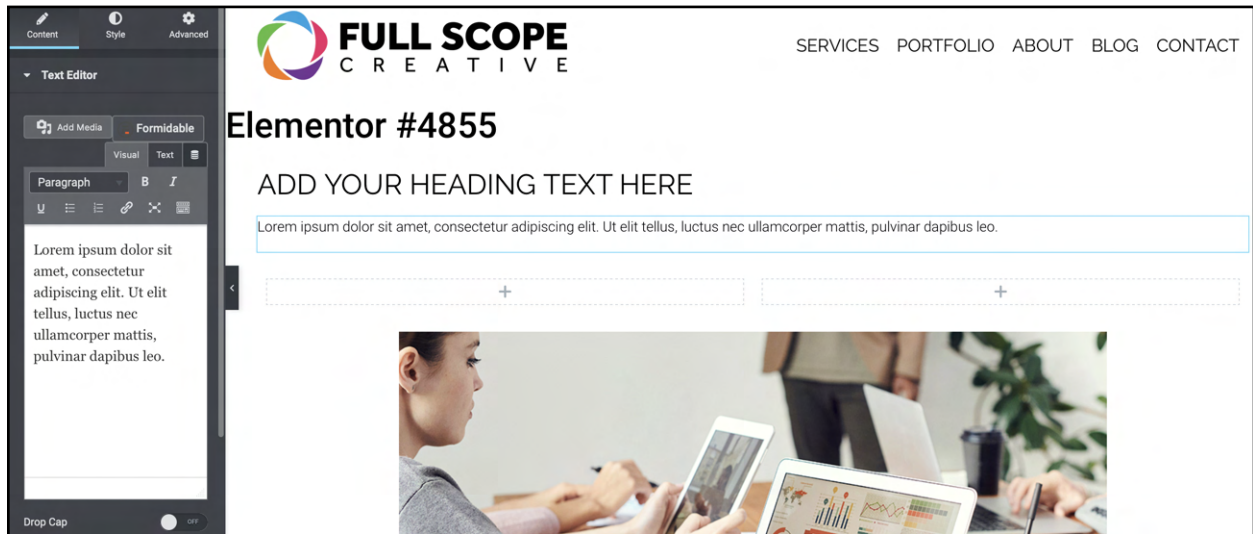 Content Style Advanced
Text Editor
Add Media Formidable
Visual Text
Paragraph B I
U
Lorem ipsum dolor sit
amet, consectetur
adipiscing elit. Ut elit
tellus, luctus nec
ullamcorper mattis,
pulvinar dapibus leo.
Drop Cap OFF
FULL SCOPE
CREATIVE
SERVICES PORTFOLIO ABOUT BLOG CONTACT
Elementor #4855
ADD YOUR HEADING TEXT HERE
Lorem ipsum dolor sit amet, consectetur adipiscing elit. Ut elit tellus, luctus nec ullamcorper mattis, pulvinar dapibus leo.